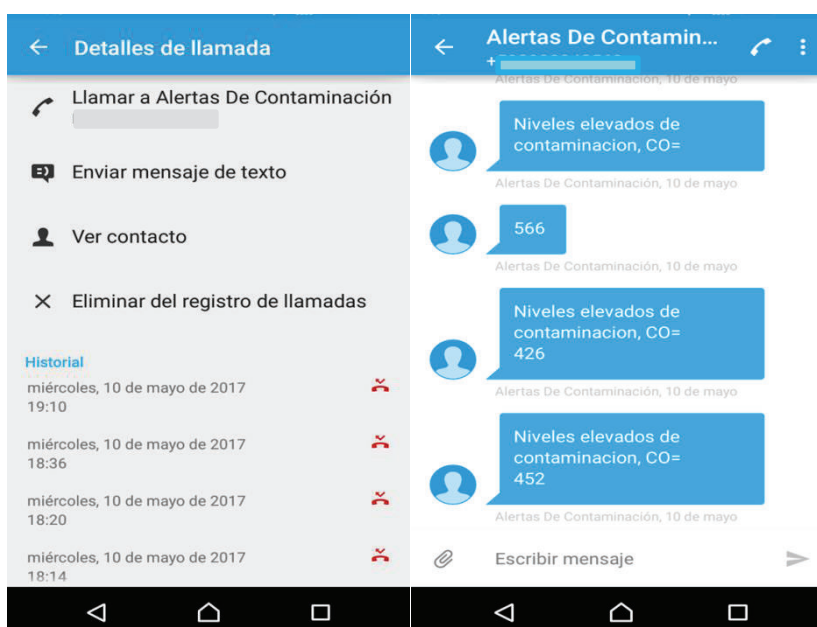 Detalles de llamada
Llamar a Alertas De Contaminación
Enviar mensaje de texto
Ver contacto
Eliminar del registro de llamadas
Historial
miércoles, 10 de mayo de 2017
19:10
miércoles, 10 de mayo de 2017
18:36
miércoles, 10 de mayo de 2017
18:20
miércoles, 10 de mayo de 2017
18:14
Alertas De Contamin...
+
Alertas De Contaminación, 10 de mayo
Niveles elevados de
contaminacion, CO=
Alertas De Contaminación, 10 de mayo
566
Alertas De Contaminación, 10 de mayo
Niveles elevados de
contaminacion, CO=
426
Alertas De Contaminación, 10 de mayo
Niveles elevados de
contaminacion, CO=
452
Alertas De Contaminación, 10 de mayo
Escribir mensaje